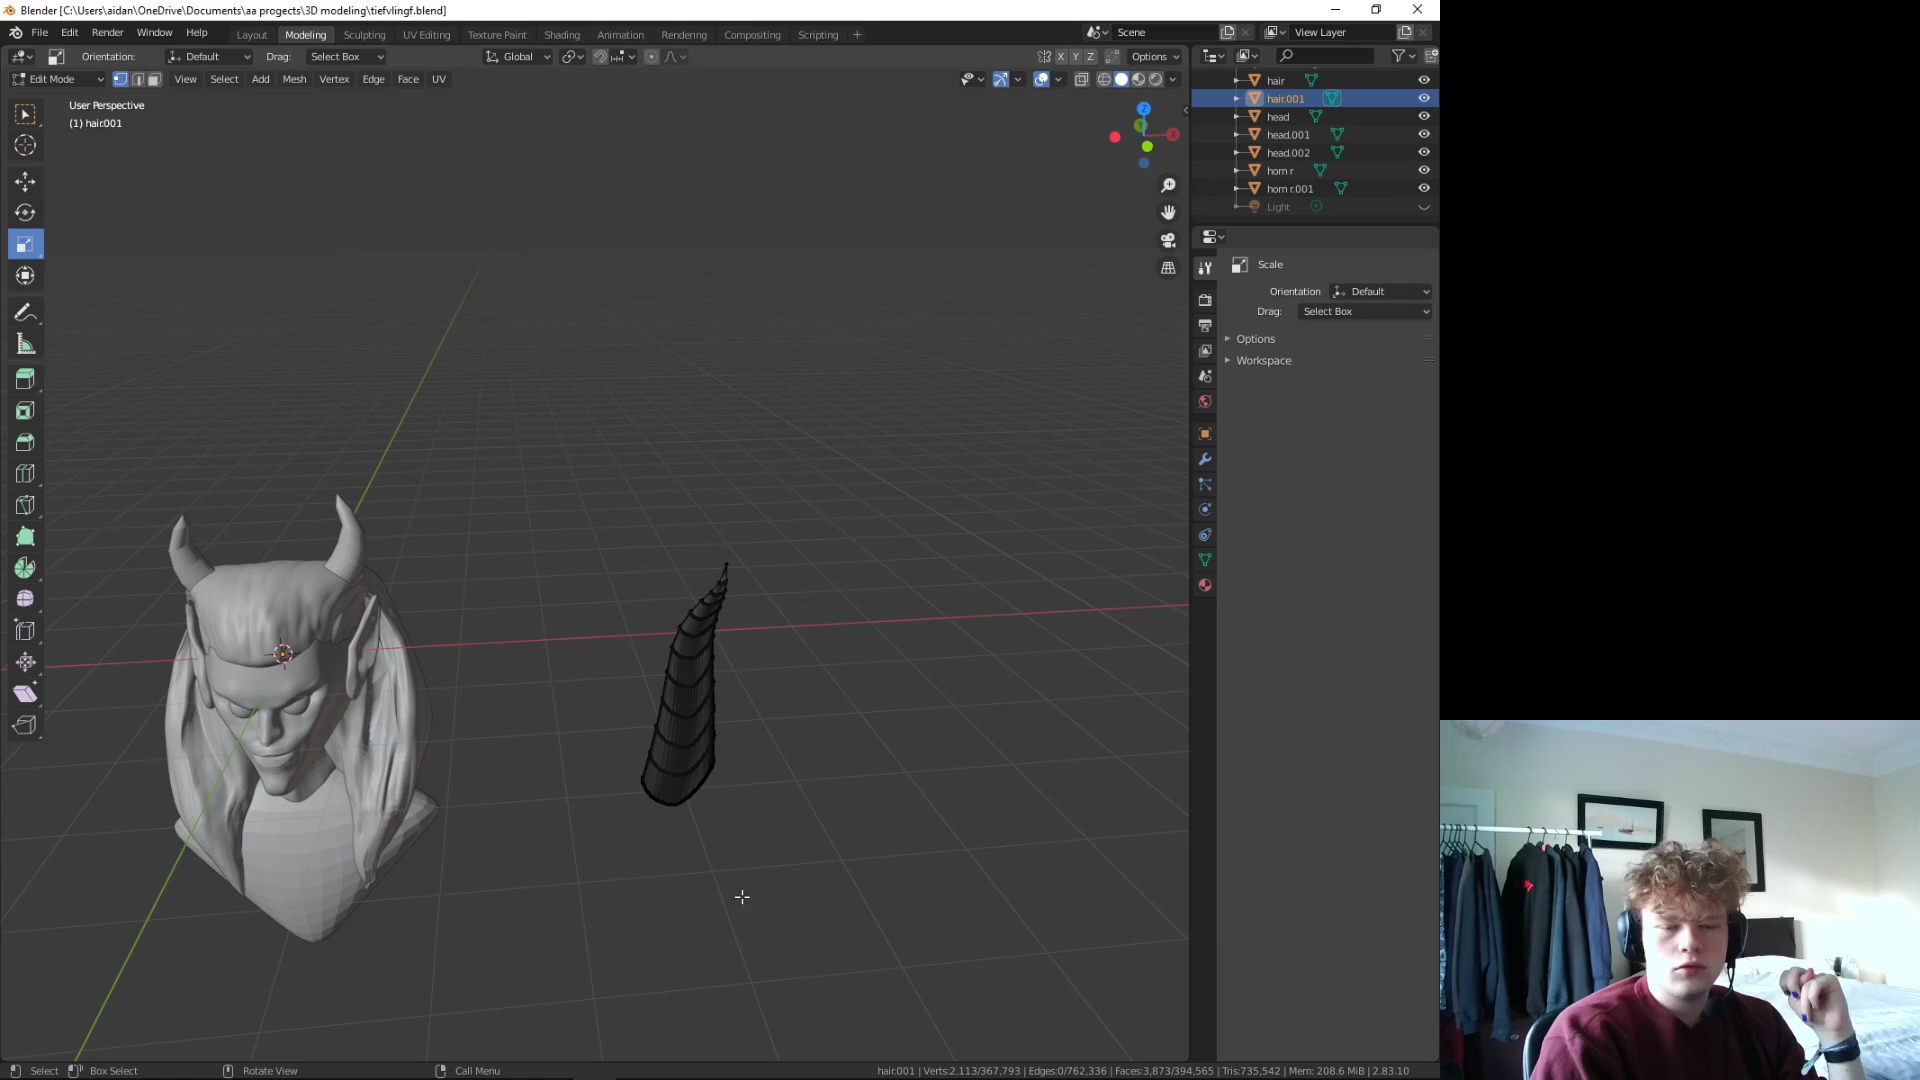 Blender [C:\Users\aidan\OneDrive\Documents\aa progects\3D modeling\tiefvlingf.blend]
File Edit Render Window Help Layout Modeling Sculpting UV Editing Texture Paint Shading Animation Rendering Compositing Scripting + Scene View Layer
Orientation: Default Drag: Select Box Global X Y Z Options
Edit Mode View Select Add Mesh Vertex Edge Face UV
User Perspective
(1) hair.001
Z
Y
X
hair
hair.001
head
head.001
head.002
horn r
horn r.001
Light
Scale
Orientation Default
Drag: Select Box
Options
Workspace
Select Box Select Rotate View Call Menu hair.001 | Verts:2,113/367,793 | Edges:0/762,336 | Faces:3,873/394,565 | Tris:735,542 | Mem: 208.6 MiB | 2.83.10